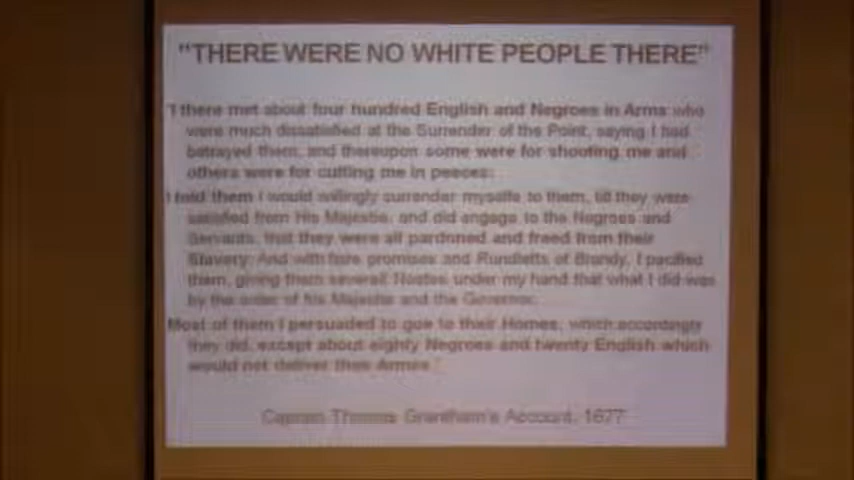 "THERE WERE NO WHITE PEOPLE THERE"
"I there met about four hundred English and Negroes in Arms who
were much dissatisfied at the Surrender of the Point, saying I had
betrayed them, and thereupon some were for shooting me and
others were for cutting me in peeces:
I told them I would willingly surrender myselfe to them, till they were
satisfied from His Majestie, and did engage to the Negroes and
Servants, that they were all pardoned and freed from their
Slavery: And with faire promises and Rundletts of Brandy, I pacified
them, giving them severall Noates under my hand that what I did was
by the order of his Majestie and the Governor.
Most of them I persuaded to goe to their Homes, which accordingly
they did, except about eighty Negroes and twenty English which
would not deliver their Armes."
Captain Thomas Grantham's Account, 1677